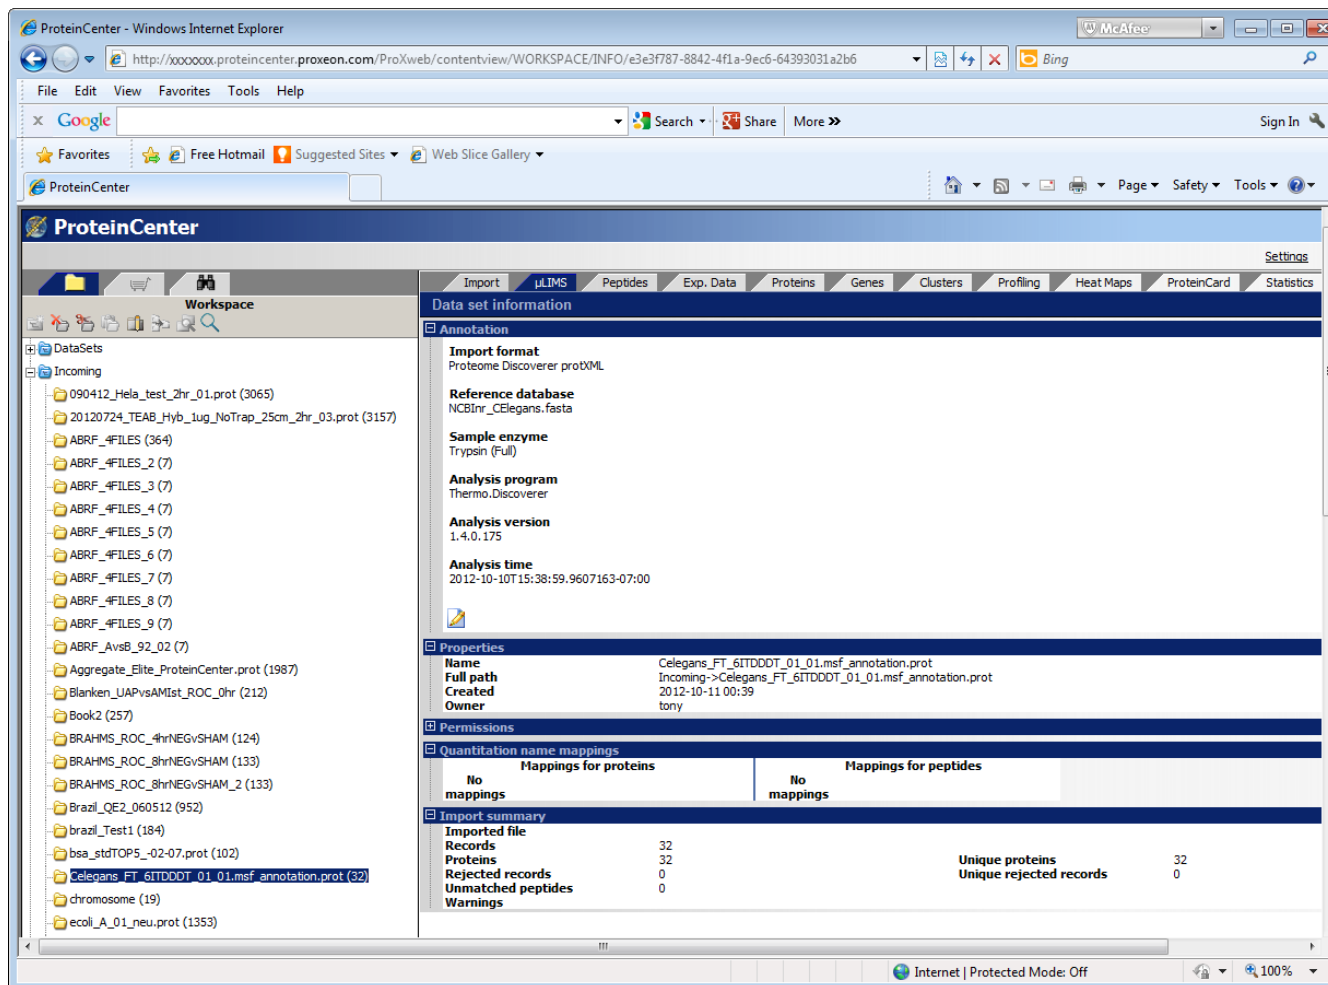 ProteinCenter - Windows Internet Explorer
McAfee
http://xxxxxxx.proteincenter.proxeon.com/ProXweb/contentview/WORKSPACE/INFO/e3e3f787-8842-4f1a-9ec6-64393031a2b6
Bing
File Edit View Favorites Tools Help
x Google Search Share More Sign In
Favorites Free Hotmail Suggested Sites Web Slice Gallery
ProteinCenter Page Safety Tools
ProteinCenter
Settings
Import µLIMS Peptides Exp. Data Proteins Genes Clusters Profiling Heat Maps ProteinCard Statistics
Workspace
DataSets
Incoming
090412_Hela_test_2hr_01.prot (3065)
20120724_TEAB_Hyb_1ug_NoTrap_25cm_2hr_03.prot (3157)
ABRF_4FILES (364)
ABRF_4FILES_2 (7)
ABRF_4FILES_3 (7)
ABRF_4FILES_4 (7)
ABRF_4FILES_5 (7)
ABRF_4FILES_6 (7)
ABRF_4FILES_7 (7)
ABRF_4FILES_8 (7)
ABRF_4FILES_9 (7)
ABRF_AvsB_92_02 (7)
Aggregate_Elite_ProteinCenter.prot (1987)
Blanken_UAPvsAMIst_ROC_0hr (212)
Book2 (257)
BRAHMS_ROC_4hrNEGvSHAM (124)
BRAHMS_ROC_8hrNEGvSHAM (133)
BRAHMS_ROC_8hrNEGvSHAM_2 (133)
Brazil_QE2_060512 (952)
brazil_Test1 (184)
bsa_stdTOP5_-02-07.prot (102)
Celegans_FT_6ITDDDT_01_01.msf_annotation.prot (32)
chromosome (19)
ecoli_A_01_neu.prot (1353)
Data set information
Annotation
Import format
Proteome Discoverer protXML
Reference database
NCBInr_CElegans.fasta
Sample enzyme
Trypsin (Full)
Analysis program
Thermo.Discoverer
Analysis version
1.4.0.175
Analysis time
2012-10-10T15:38:59.9607163-07:00
Properties
Name Celegans_FT_6ITDDDT_01_01.msf_annotation.prot
Full path Incoming->Celegans_FT_6ITDDDT_01_01.msf_annotation.prot
Created 2012-10-11 00:39
Owner tony
Permissions
Quantitation name mappings
Mappings for proteins Mappings for peptides
No No
mappings mappings
Import summary
Imported file
Records 32
Proteins 32 Unique proteins 32
Rejected records 0 Unique rejected records 0
Unmatched peptides 0
Warnings
Internet | Protected Mode: Off 100%